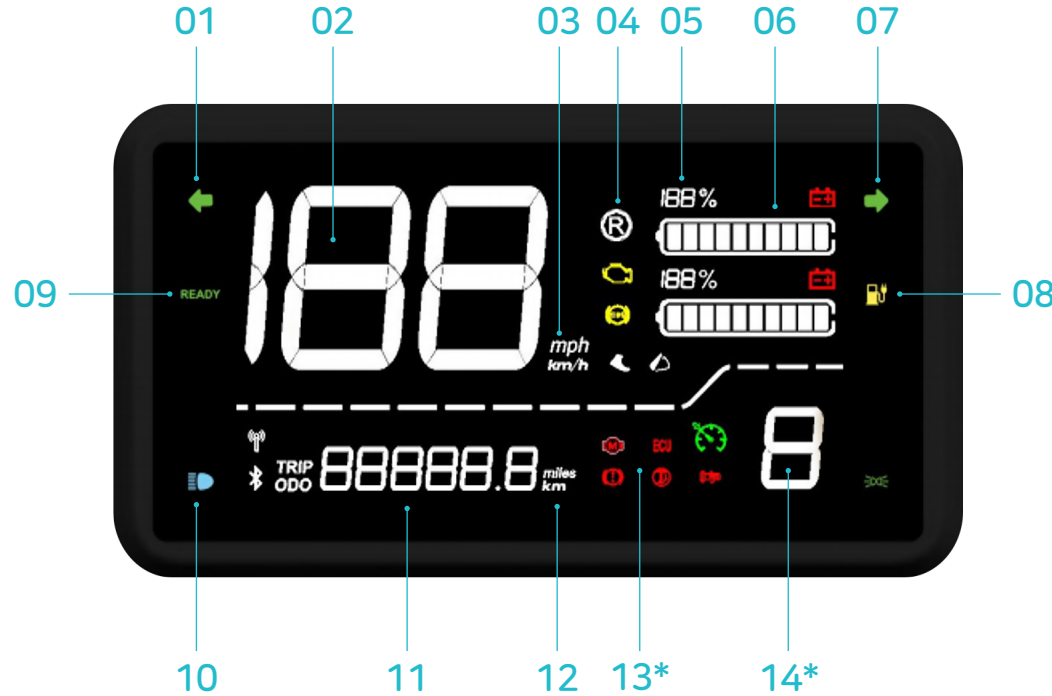 01 02 03 04 05 06 07
188 188 %
R
09 READY 188 % 08
mph
km/h
TRIP 88888.8 miles
ODO km
M ECU 8
10 11 12 13* 14*